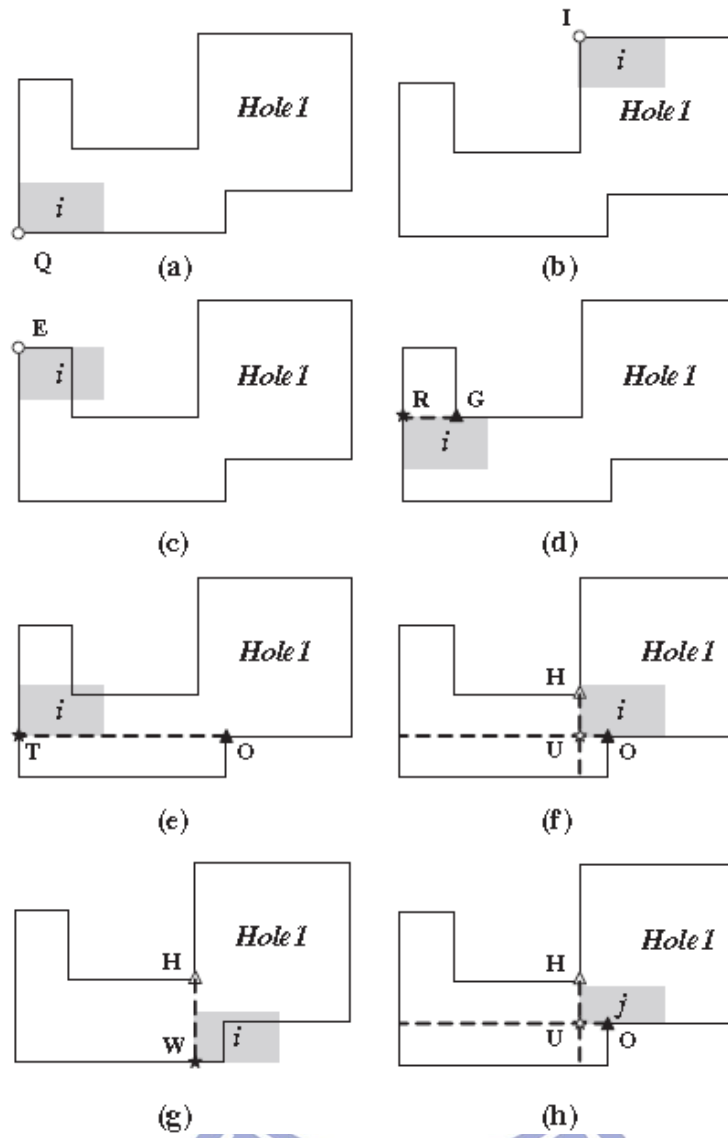 I
Hole 1
i
Q
(a)
i
Hole 1
(b)
E
i
Hole 1
(c)
R G
i
Hole 1
(d)
Hole 1
i
T O
(e)
Hole 1
H
i
U O
(f)
Hole 1
H
W i
(g)
Hole 1
H
j
U O
(h)